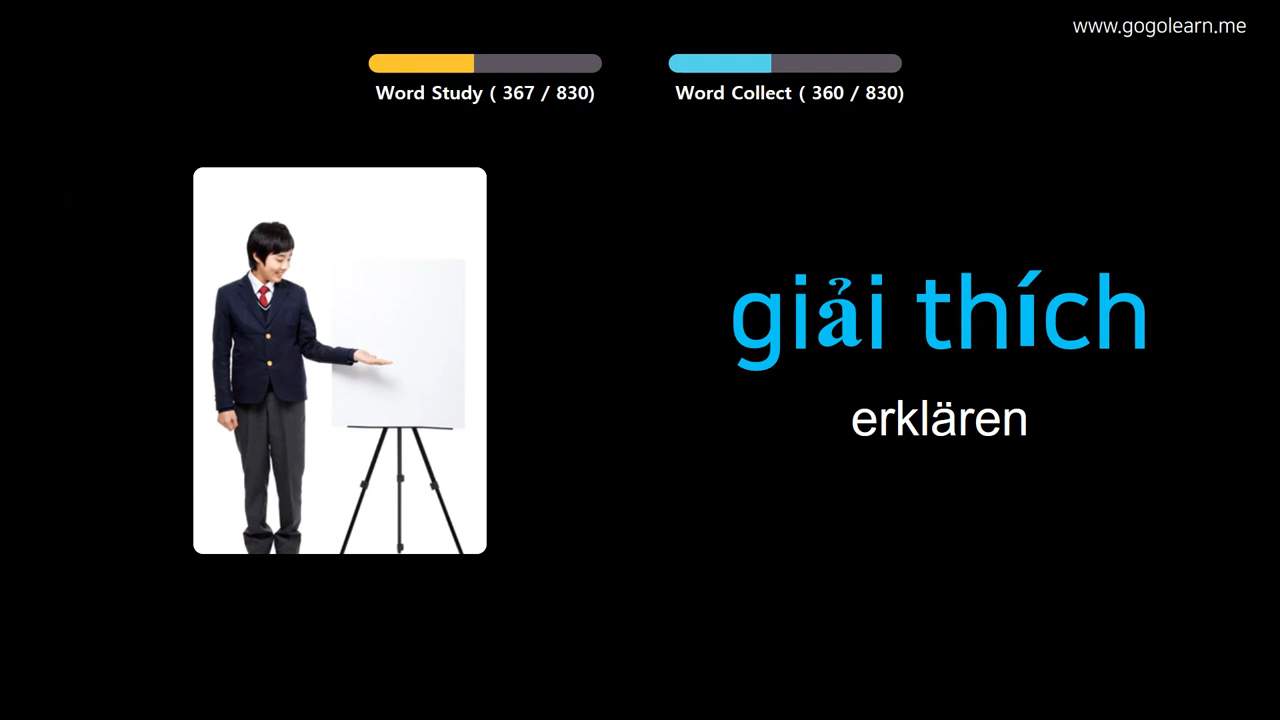 www.gogolearn.me
Word Study ( 367 / 830)
Word Collect ( 360 / 830)
giải thích
erklären